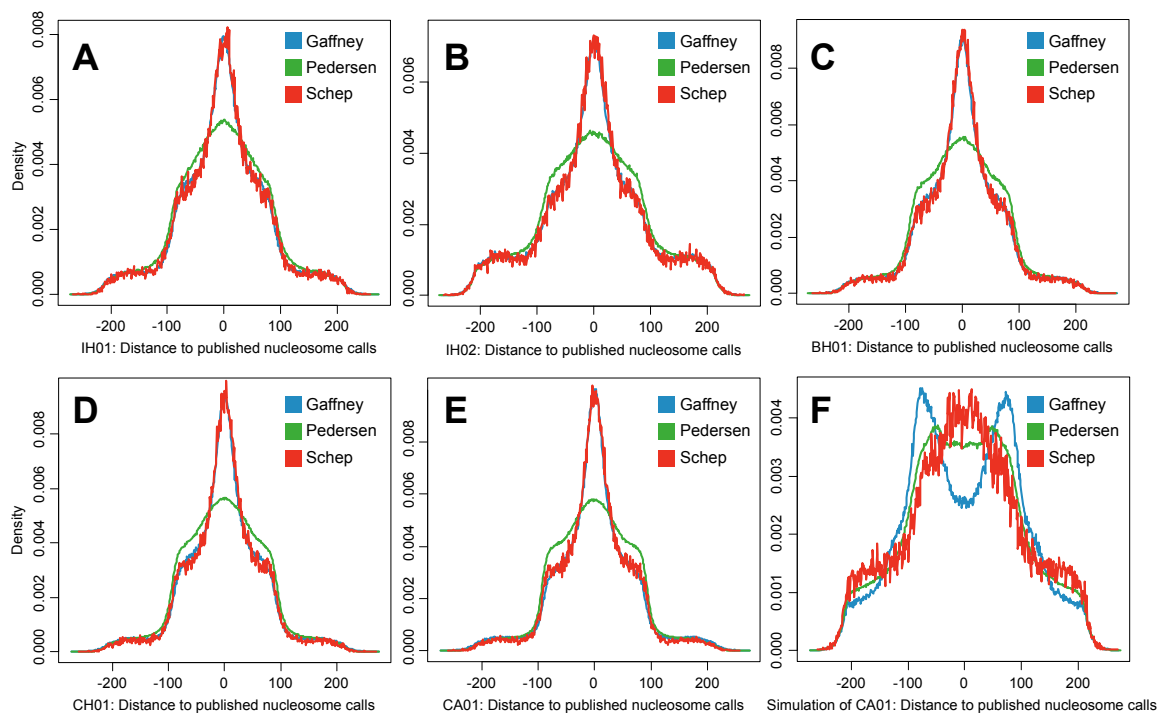 A
Gaffney
Pedersen
Schep
Density
0.008
0.006
0.004
0.002
0.000
-200 -100 0 100 200
IH01: Distance to published nucleosome calls
B
Gaffney
Pedersen
Schep
0.006
0.004
0.002
0.000
-200 -100 0 100 200
IH02: Distance to published nucleosome calls
C
Gaffney
Pedersen
Schep
0.008
0.006
0.004
0.002
0.000
-200 -100 0 100 200
BH01: Distance to published nucleosome calls
D
Gaffney
Pedersen
Schep
Density
0.008
0.006
0.004
0.002
0.000
-200 -100 0 100 200
CH01: Distance to published nucleosome calls
E
Gaffney
Pedersen
Schep
0.008
0.006
0.004
0.002
0.000
-200 -100 0 100 200
CA01: Distance to published nucleosome calls
F
Gaffney
Pedersen
Schep
0.004
0.003
0.002
0.001
0.000
-200 -100 0 100 200
Simulation of CA01: Distance to published nucleosome calls